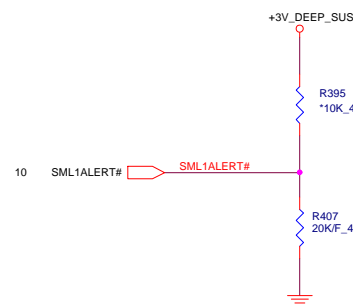 +3V_DEEP_SUS
R395
*10K_4
10 SML1ALERT# SML1ALERT#
R407
20K/F_4